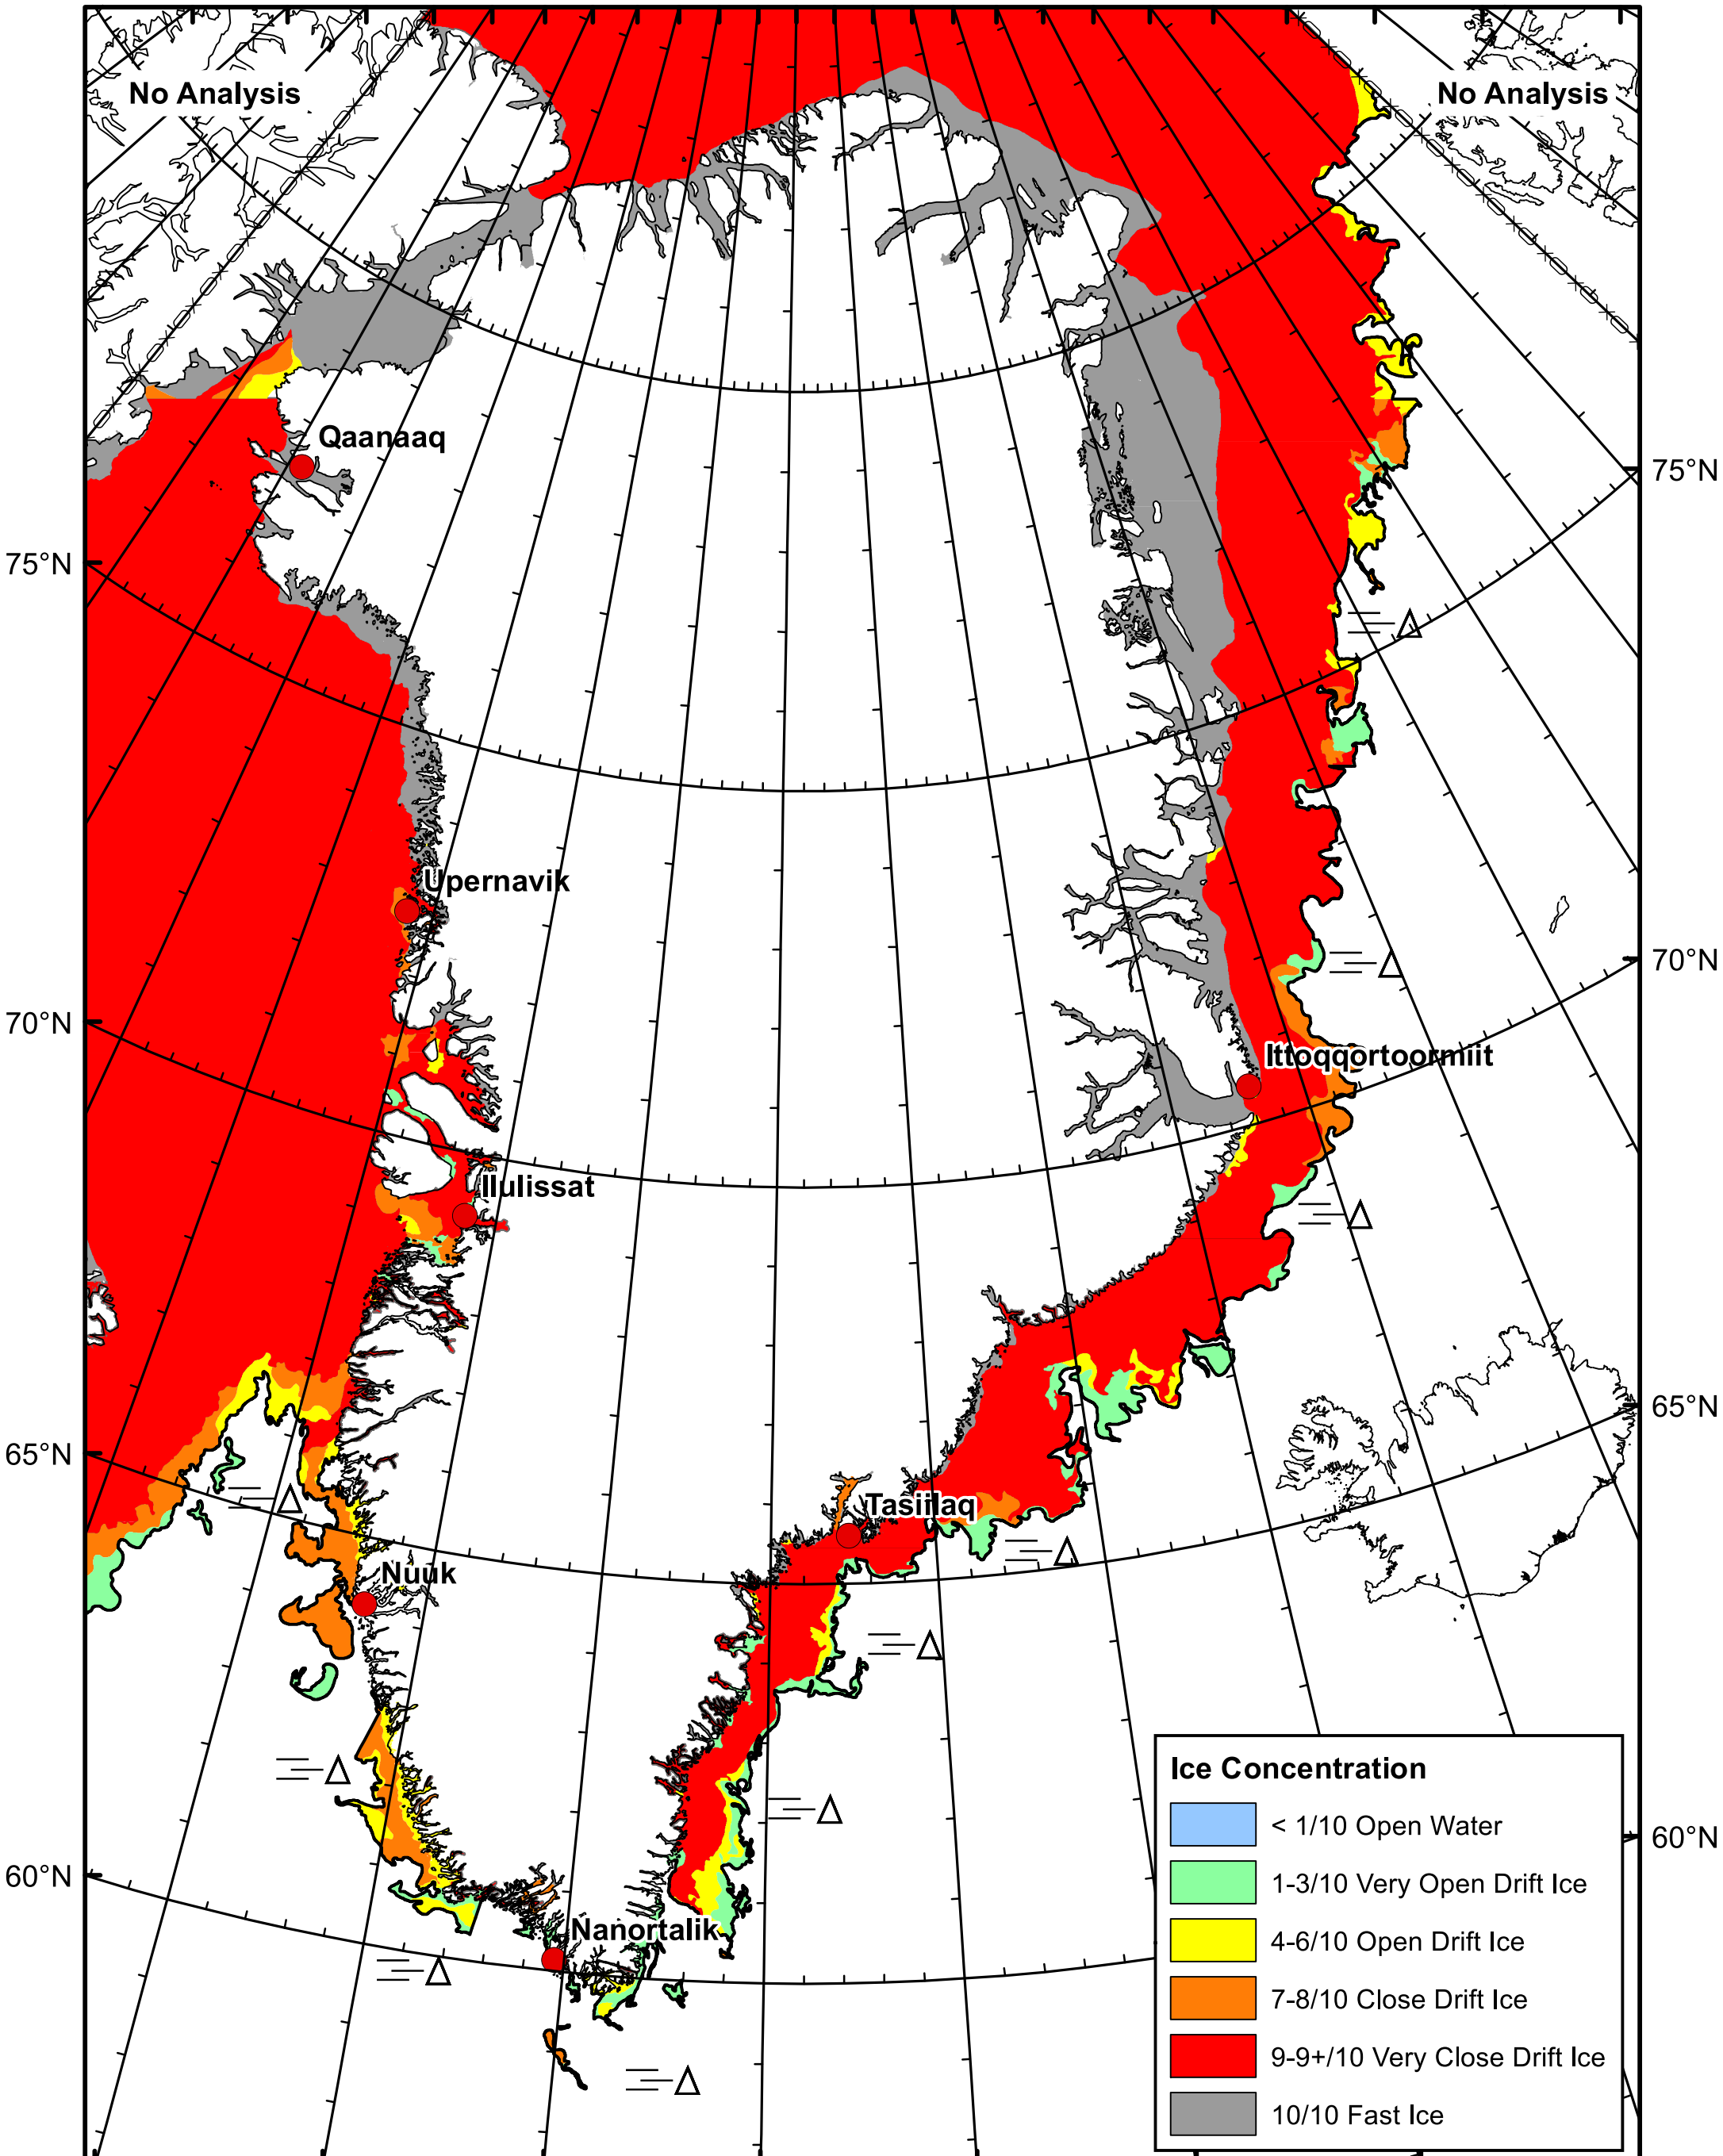 No Analysis
No Analysis
Qaanaaq
75°N
75°N
Upernavik
70°N
70°N
Ittoqqortoormiit
Ilulissat
65°N
65°N
Tasiilaq
Nuuk
60°N
60°N
Nanortalik
Ice Concentration
< 1/10 Open Water
1-3/10 Very Open Drift Ice
4-6/10 Open Drift Ice
7-8/10 Close Drift Ice
9-9+/10 Very Close Drift Ice
10/10 Fast Ice